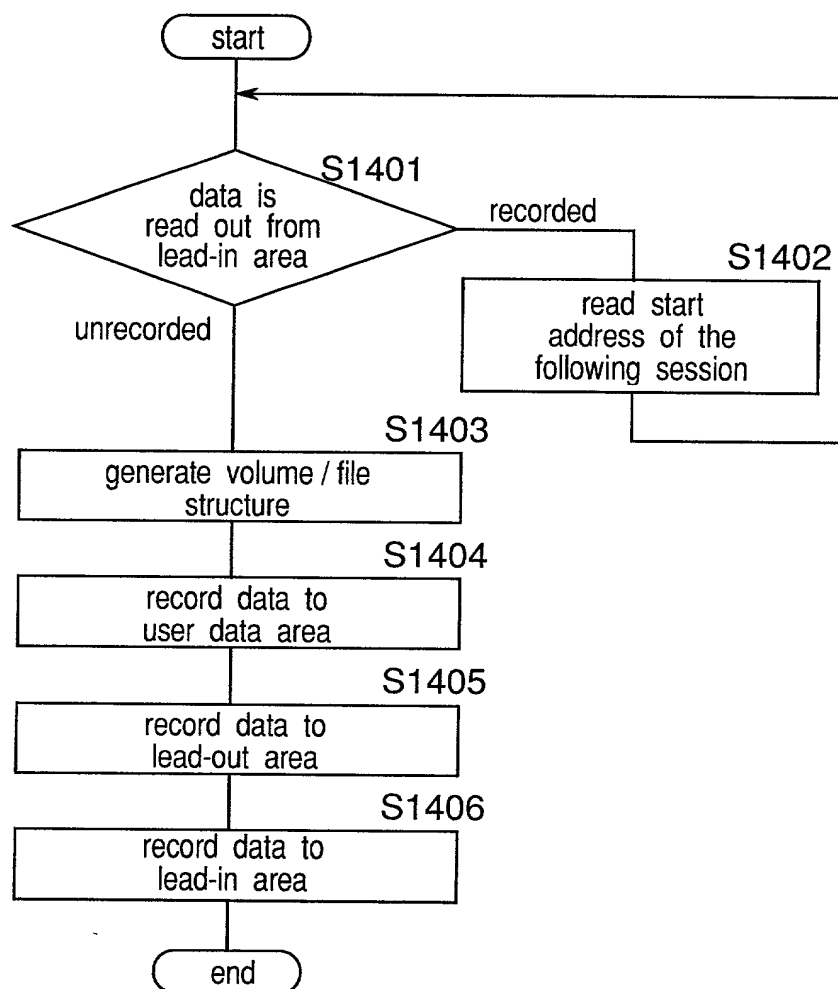 start
S1401
data is
read out from
lead-in area
recorded
S1402
read start
address of the
following session
unrecorded
S1403
generate volume / file
structure
S1404
record data to
user data area
S1405
record data to
lead-out area
S1406
record data to
lead-in area
end